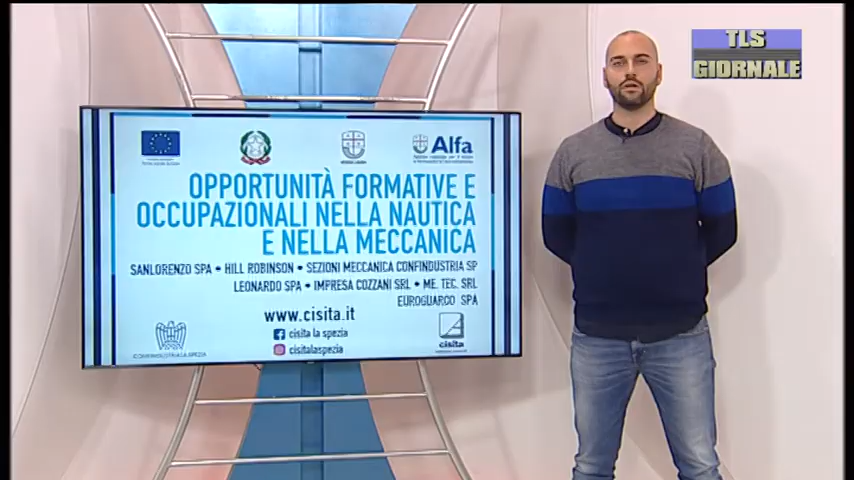 TLS
GIORNALE
Alfa
OPPORTUNITÀ FORMATIVE E
OCCUPAZIONALI NELLA NAUTICA
E NELLA MECCANICA
SANLORENZO SPA • HILL ROBINSON • SEZIONI MECCANICA CONFINDUSTRIA SP
LEONARDO SPA • IMPRESA COZZANI SRL • ME. TEC. SRL
EUROGUARCO SPA
www.cisita.it
cisita la spezia
cisitalaspezia
CONFINDUSTRIA LA SPEZIA
cisita